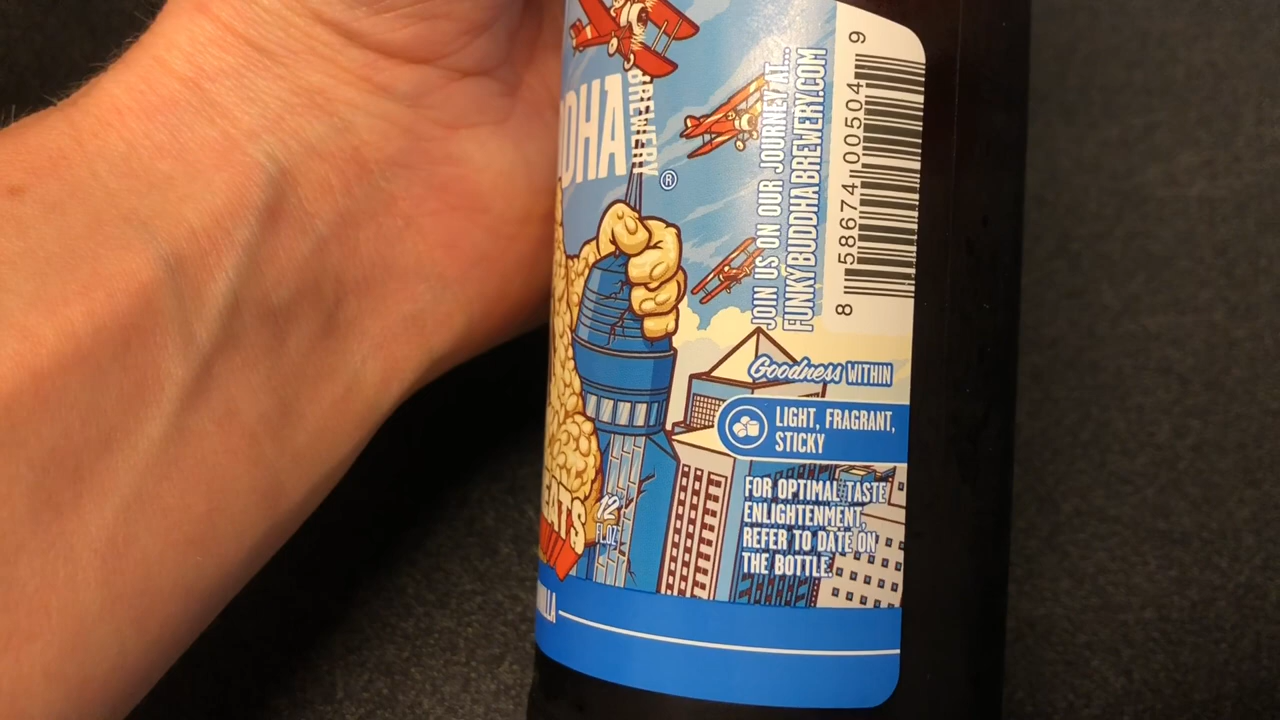 BREWERY
®
JOIN US ON OUR JOURNEY AT...
FUNKYBUDDHABREWERY.COM
8 58674 00504 9
Goodness WITHIN
LIGHT, FRAGRANT,
STICKY
FOR OPTIMAL TASTE
ENLIGHTENMENT,
REFER TO DATE ON
THE BOTTLE.
12
FL.OZ